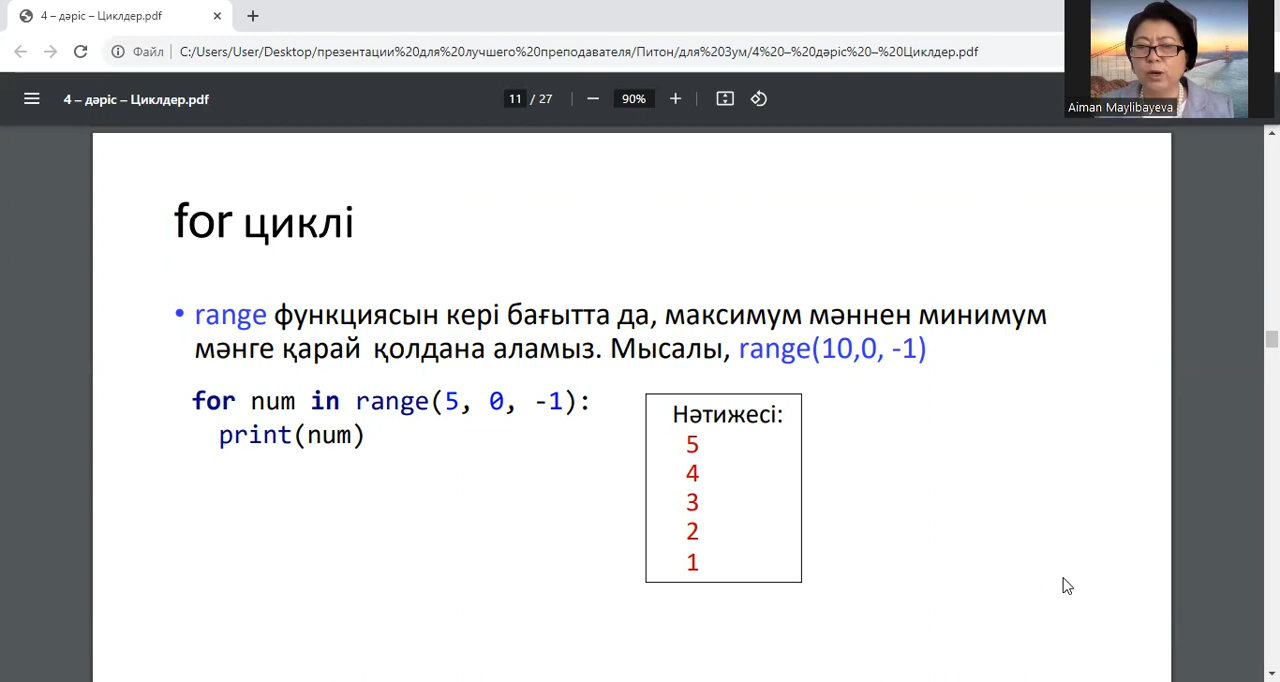 4 – дәріс – Циклдер.pdf
Файл C:/Users/User/Desktop/презентации%20для%20лучшего%20преподавателя/Питон/для%20зум/4%20–%20дәріс%20–%20Циклдер.pdf
Aiman Maylibayeva
4 – дәріс – Циклдер.pdf 11 / 27 — 90% +
for циклі
• range функциясын кері бағытта да, максимум мәннен минимум
мәнге қарай қолдана аламыз. Мысалы, range(10,0, -1)
for num in range(5, 0, -1):
print(num)
Нәтижесі:
5
4
3
2
1